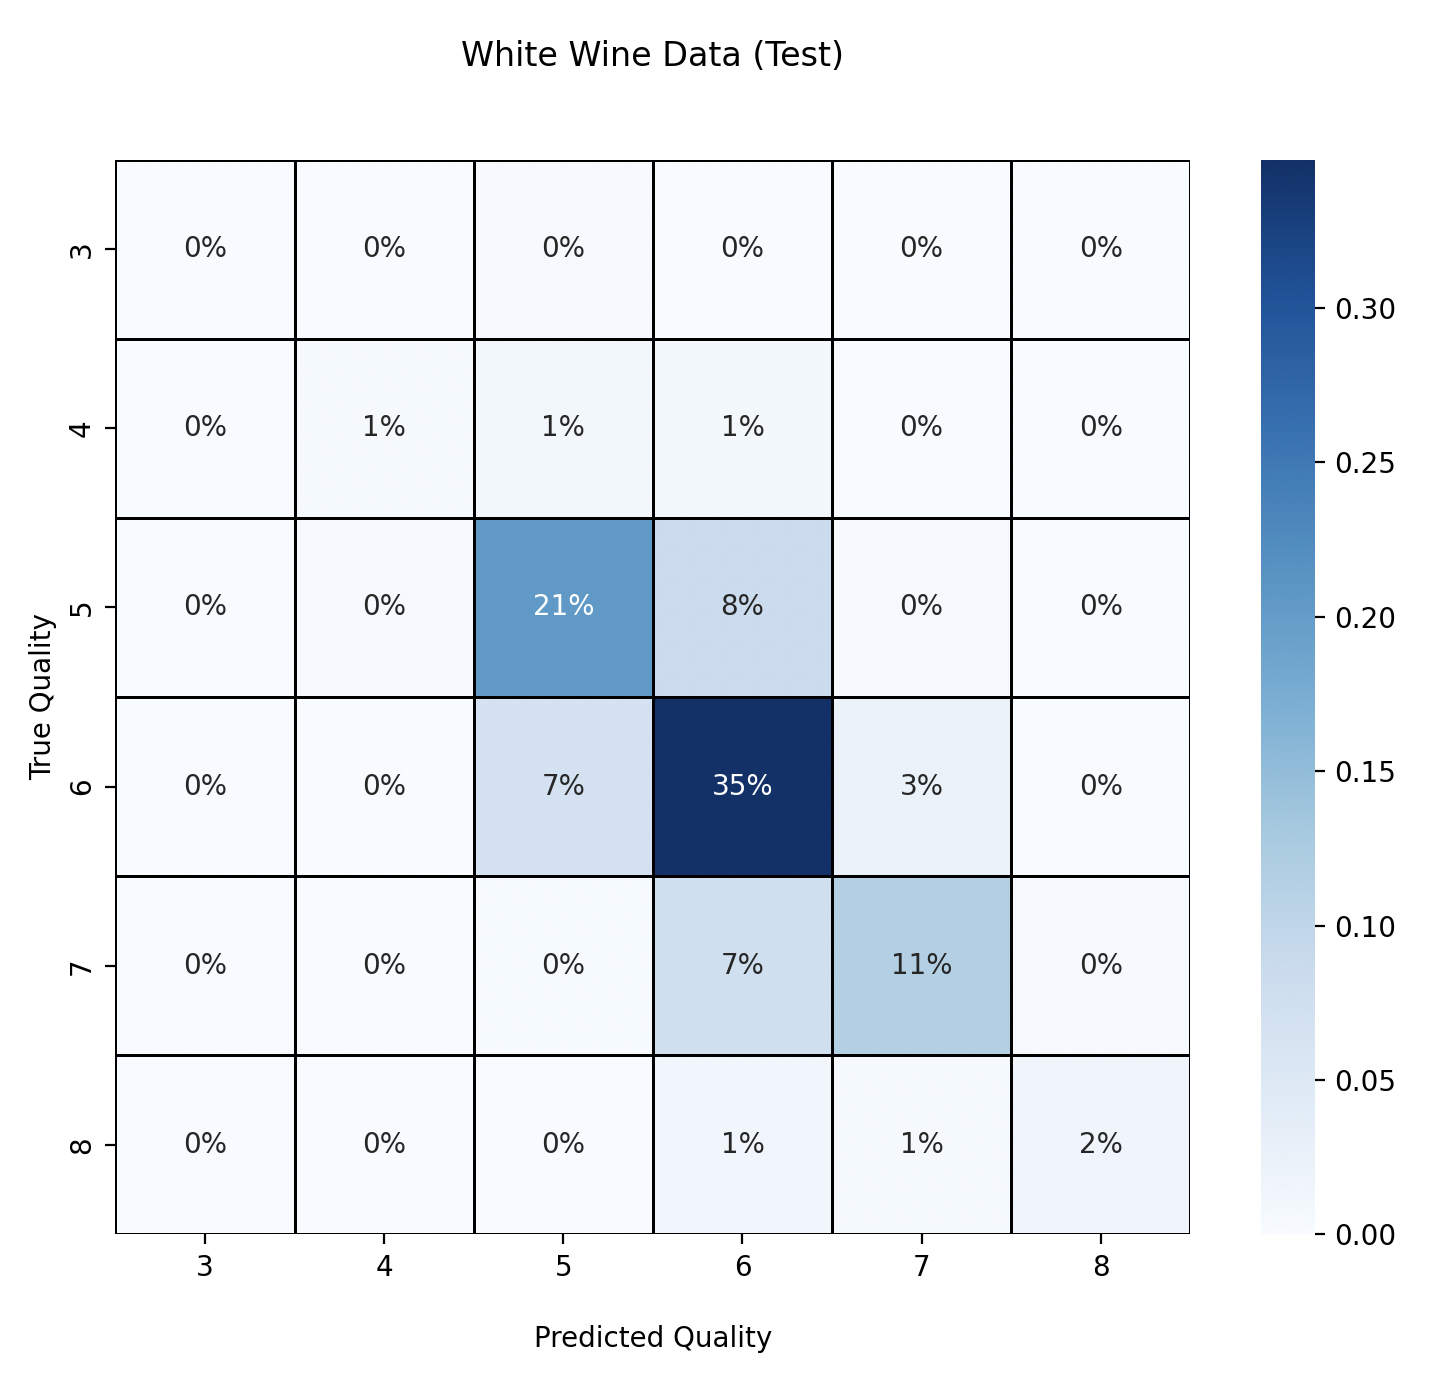 White Wine Data (Test)
3 0% 0% 0% 0% 0% 0%
4 0% 1% 1% 1% 0% 0%
5 0% 0% 21% 8% 0% 0%
6 0% 0% 7% 35% 3% 0%
7 0% 0% 0% 7% 11% 0%
8 0% 0% 0% 1% 1% 2%
True Quality
3 4 5 6 7 8
Predicted Quality
0.30
0.25
0.20
0.15
0.10
0.05
0.00